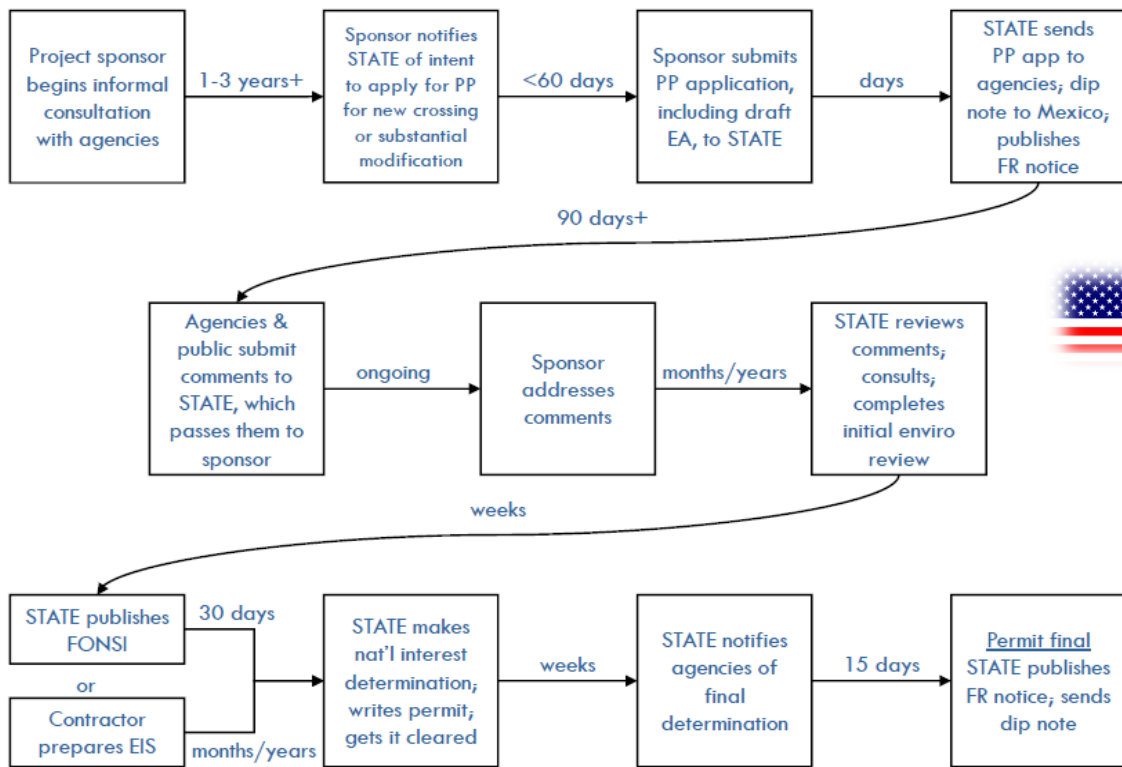 Project sponsor
begins informal
consultation
with agencies
1-3 years+
Sponsor notifies
STATE of intent
to apply for PP
for new crossing
or substantial
modification
<60 days
Sponsor submits
PP application,
including draft
EA, to STATE
days
STATE sends
PP app to
agencies; dip
note to Mexico;
publishes
FR notice
90 days+
Agencies &
public submit
comments to
STATE, which
passes them to
sponsor
ongoing
Sponsor
addresses
comments
months/years
STATE reviews
comments;
consults;
completes
initial enviro
review
weeks
STATE publishes
FONSI
30 days
or
Contractor
prepares EIS
months/years
STATE makes
nat'l interest
determination;
writes permit;
gets it cleared
weeks
STATE notifies
agencies of
final
determination
15 days
Permit final
STATE publishes
FR notice; sends
dip note